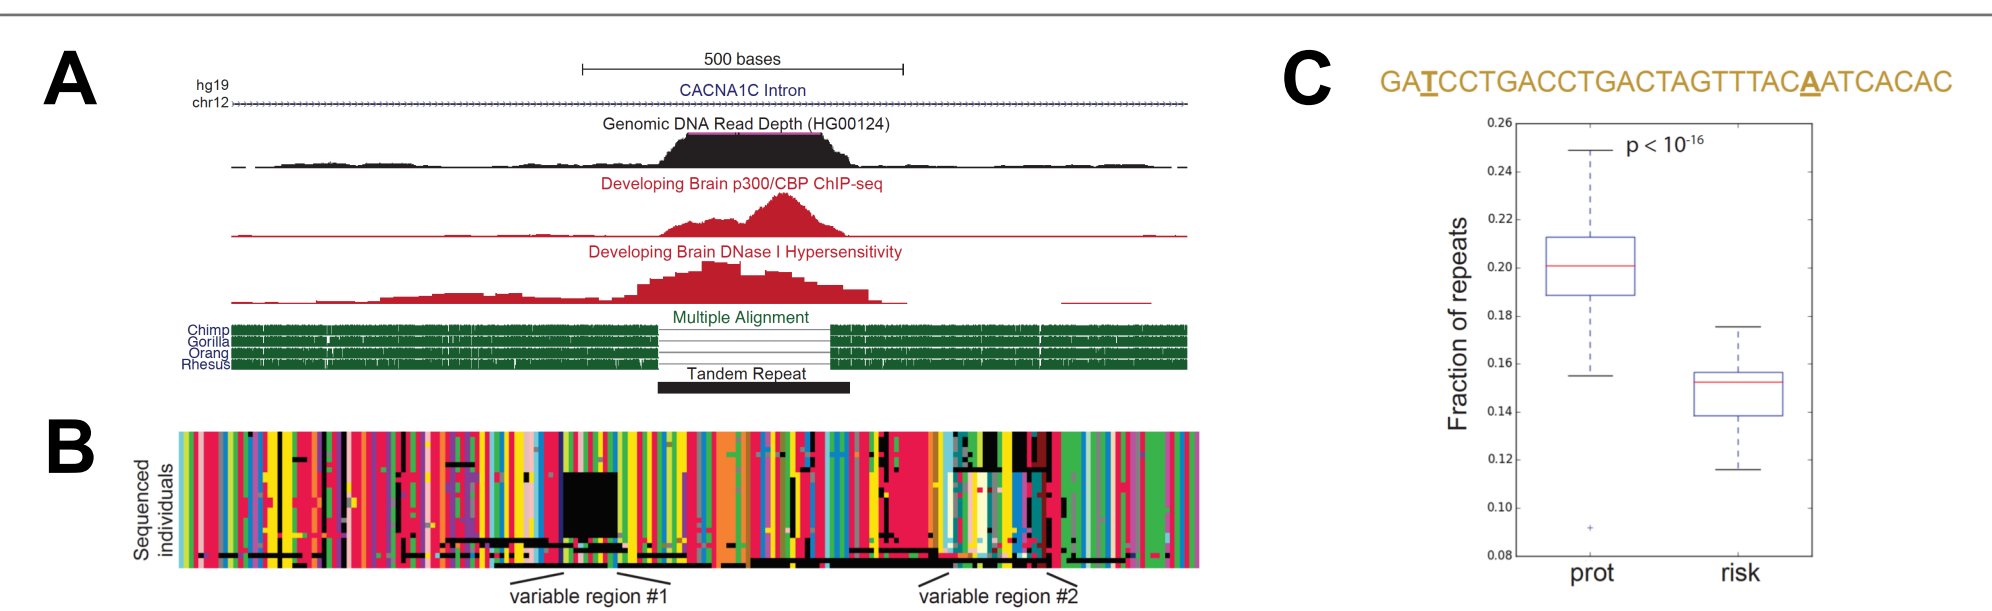 A
500 bases
hg19
CACNA1C Intron
chr12
Genomic DNA Read Depth (HG00124)
Developing Brain p300/CBP ChIP-seq
Developing Brain DNase I Hypersensitivity
Multiple Alignment
Chimp
Gorilla
Orang
Rhesus
Tandem Repeat
B
Sequenced
individuals
variable region #1
variable region #2
C
GATCCTGACCTGACTAGTTTACAATCACAC
p < 10-16
Fraction of repeats
0.26
0.24
0.22
0.20
0.18
0.16
0.14
0.12
0.10
0.08
prot
risk